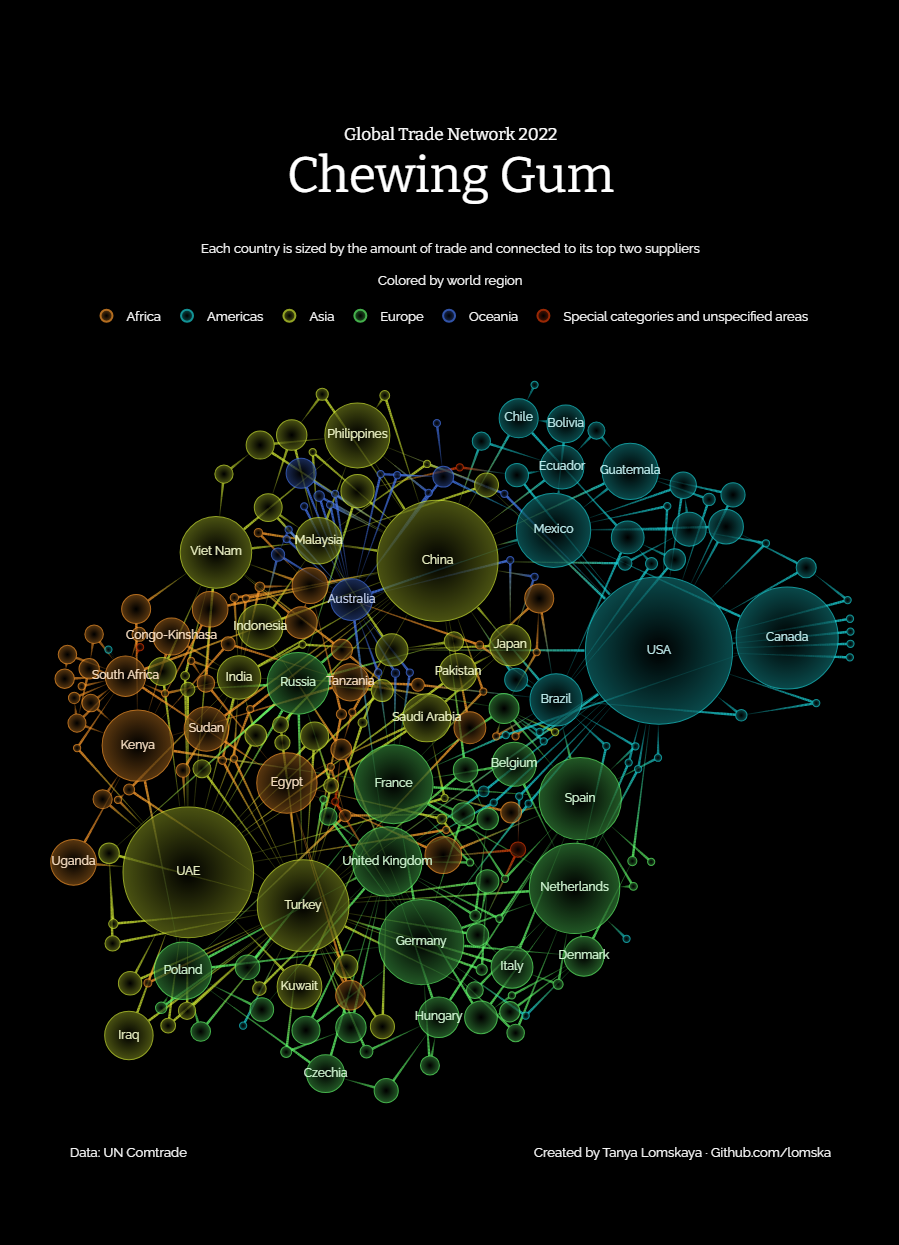 Global Trade Network 2022
Chewing Gum
Each country is sized by the amount of trade and connected to its top two suppliers
Colored by world region
Africa Americas Asia Europe Oceania Special categories and unspecified areas
Chile
Bolivia
Philippines
Ecuador
Guatemala
Mexico
Malaysia
Viet Nam
China
Australia
Indonesia
Congo-Kinshasa
Japan
USA
Canada
South Africa
India
Russia
Tanzania
Pakistan
Brazil
Saudi Arabia
Sudan
Kenya
Egypt
France
Belgium
Spain
Uganda
UAE
United Kingdom
Netherlands
Turkey
Germany
Denmark
Poland
Italy
Kuwait
Hungary
Iraq
Czechia
Data: UN Comtrade
Created by Tanya Lomskaya · Github.com/lomska